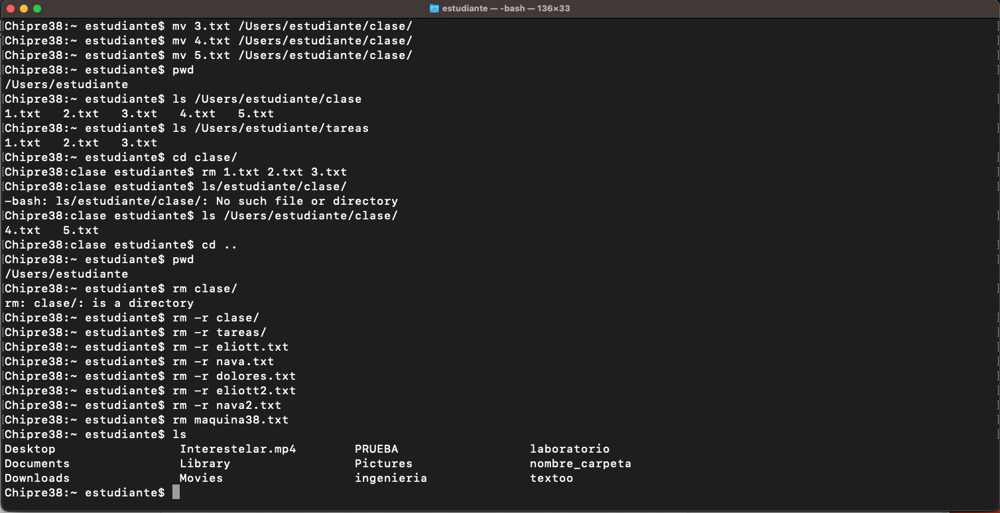 estudiante — -bash — 136×33
Chipre38:~ estudiante$ mv 3.txt /Users/estudiante/clase/
Chipre38:~ estudiante$ mv 4.txt /Users/estudiante/clase/
Chipre38:~ estudiante$ mv 5.txt /Users/estudiante/clase/
Chipre38:~ estudiante$ pwd
/Users/estudiante
Chipre38:~ estudiante$ ls /Users/estudiante/clase
1.txt   2.txt   3.txt   4.txt   5.txt
Chipre38:~ estudiante$ ls /Users/estudiante/tareas
1.txt   2.txt   3.txt
Chipre38:~ estudiante$ cd clase/
Chipre38:clase estudiante$ rm 1.txt 2.txt 3.txt
Chipre38:clase estudiante$ ls/estudiante/clase/
-bash: ls/estudiante/clase/: No such file or directory
Chipre38:clase estudiante$ ls /Users/estudiante/clase/
4.txt   5.txt
Chipre38:clase estudiante$ cd ..
Chipre38:~ estudiante$ pwd
/Users/estudiante
Chipre38:~ estudiante$ rm clase/
rm: clase/: is a directory
Chipre38:~ estudiante$ rm -r clase/
Chipre38:~ estudiante$ rm -r tareas/
Chipre38:~ estudiante$ rm -r eliott.txt
Chipre38:~ estudiante$ rm -r nava.txt
Chipre38:~ estudiante$ rm -r dolores.txt
Chipre38:~ estudiante$ rm -r eliott2.txt
Chipre38:~ estudiante$ rm -r nava2.txt
Chipre38:~ estudiante$ rm maquina38.txt
Chipre38:~ estudiante$ ls
Desktop                 Interestelar.mp4        PRUEBA                  laboratorio
Documents               Library                 Pictures                nombre_carpeta
Downloads               Movies                  ingenieria              textoo
Chipre38:~ estudiante$